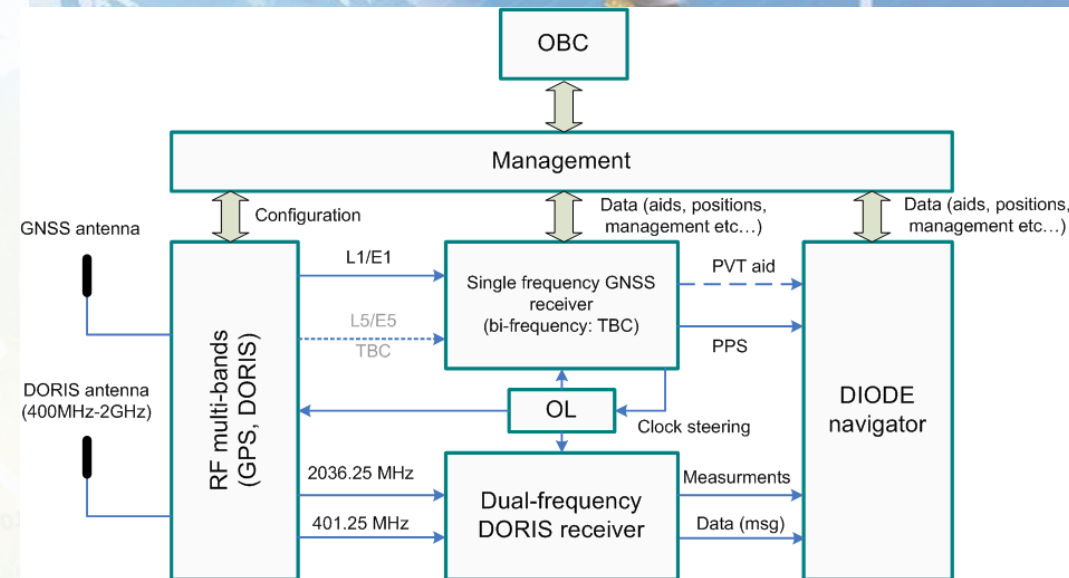 OBC
Management
Configuration
Data (aids, positions,
management etc…)
Data (aids, positions,
management etc…)
GNSS antenna
DORIS antenna
(400MHz-2GHz)
RF multi-bands
(GPS, DORIS)
L1/E1
L5/E5
TBC
Single frequency GNSS
receiver
(bi-frequency: TBC)
PVT aid
PPS
OL
Clock steering
DIODE
navigator
2036.25 MHz
401.25 MHz
Dual-frequency
DORIS receiver
Measurments
Data (msg)